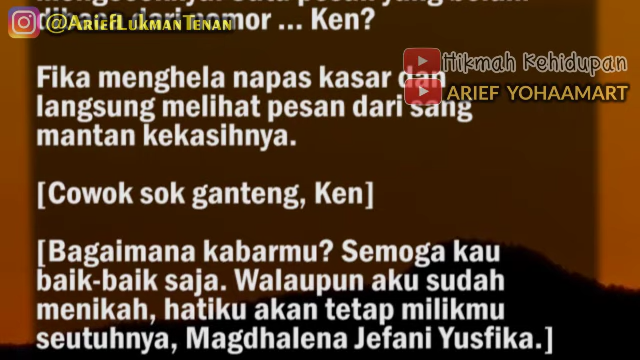 @AriefLukmanTenan
... Ken?
Hikmah Kehidupan
ARIEF YOHAAMART
Fika menghela napas kasar dan
langsung melihat pesan dari sang
mantan kekasihnya.
[Cowok sok ganteng, Ken]
[Bagaimana kabarmu? Semoga kau
baik-baik saja. Walaupun aku sudah
menikah, hatiku akan tetap milikmu
seutuhnya, Magdhalena Jefani Yusfika.]